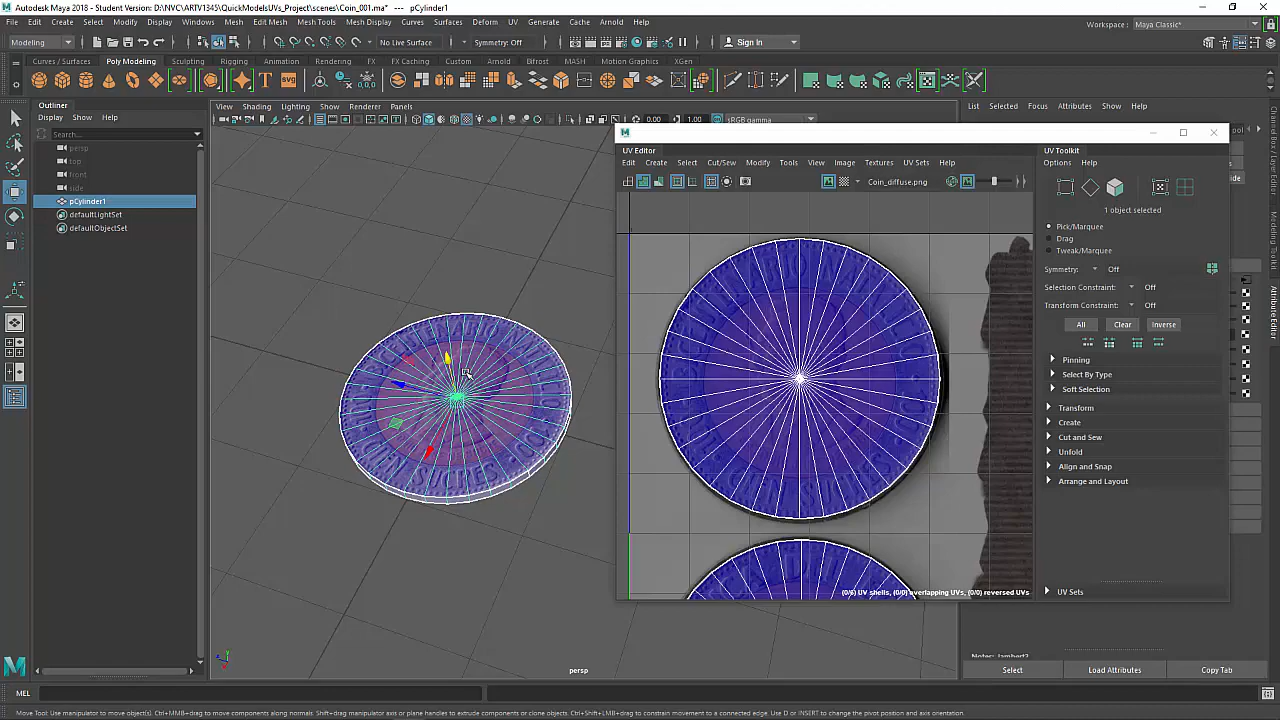 Autodesk Maya 2018 - Student Version: D:\NVC\ARTV1345\QuickModelsUVs_Project\scenes\Coin_001.ma* --- pCylinder1
File Edit Create Select Modify Display Windows Mesh Edit Mesh Mesh Tools Mesh Display Curves Surfaces Deform UV Generate Cache Arnold Help
Workspace : Maya Classic*
Modeling No Live Surface Symmetry: Off Sign In
Curves / Surfaces Poly Modeling Sculpting Rigging Animation Rendering FX FX Caching Custom Arnold Bifrost MASH Motion Graphics XGen
Outliner
Display Show Help
Search...
persp
top
front
side
pCylinder1
defaultLightSet
defaultObjectSet
View Shading Lighting Show Renderer Panels
0.00 1.00 sRGB gamma
List Selected Focus Attributes Show Help
UV Editor
Edit Create Select Cut/Sew Modify Tools View Image Textures UV Sets Help
Coin_diffuse.png
(0/6) UV shells, (0/0) overlapping UVs, (0/0) reversed UVs
UV Toolkit
Options Help
1 object selected
Pick/Marquee
Drag
Tweak/Marquee
Symmetry: Off
Selection Constraint: Off
Transform Constraint: Off
All Clear Inverse
Pinning
Select By Type
Soft Selection
Transform
Create
Cut and Sew
Unfold
Align and Snap
Arrange and Layout
UV Sets
Channel Box / Layer Editor
Modeling Toolkit
Attribute Editor
persp
Notes: lambert2
Select Load Attributes Copy Tab
MEL
Move Tool: Use manipulator to move object(s). Ctrl+MMB+drag to move components along normals. Shift+drag manipulator axis or plane handles to extrude components or clone objects. Ctrl+Shift+LMB+drag to constrain movement to a connected edge. Use D or INSERT to change the pivot position and axis orientation.